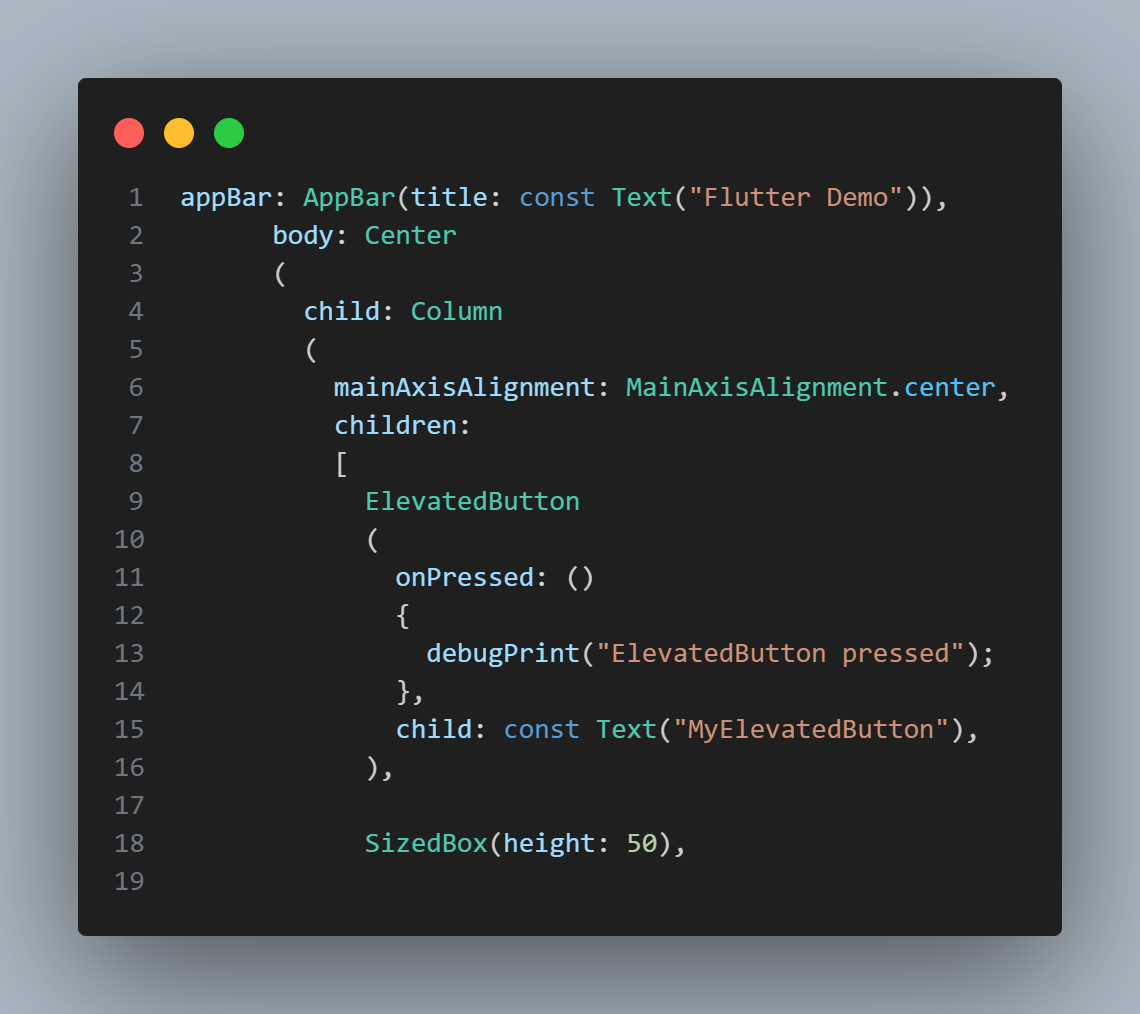 1 appBar: AppBar(title: const Text("Flutter Demo")),
2       body: Center
3       (
4         child: Column
5         (
6           mainAxisAlignment: MainAxisAlignment.center,
7           children:
8           [
9             ElevatedButton
10             (
11               onPressed: ()
12               {
13                 debugPrint("ElevatedButton pressed");
14               },
15               child: const Text("MyElevatedButton"),
16             ),
17
18             SizedBox(height: 50),
19